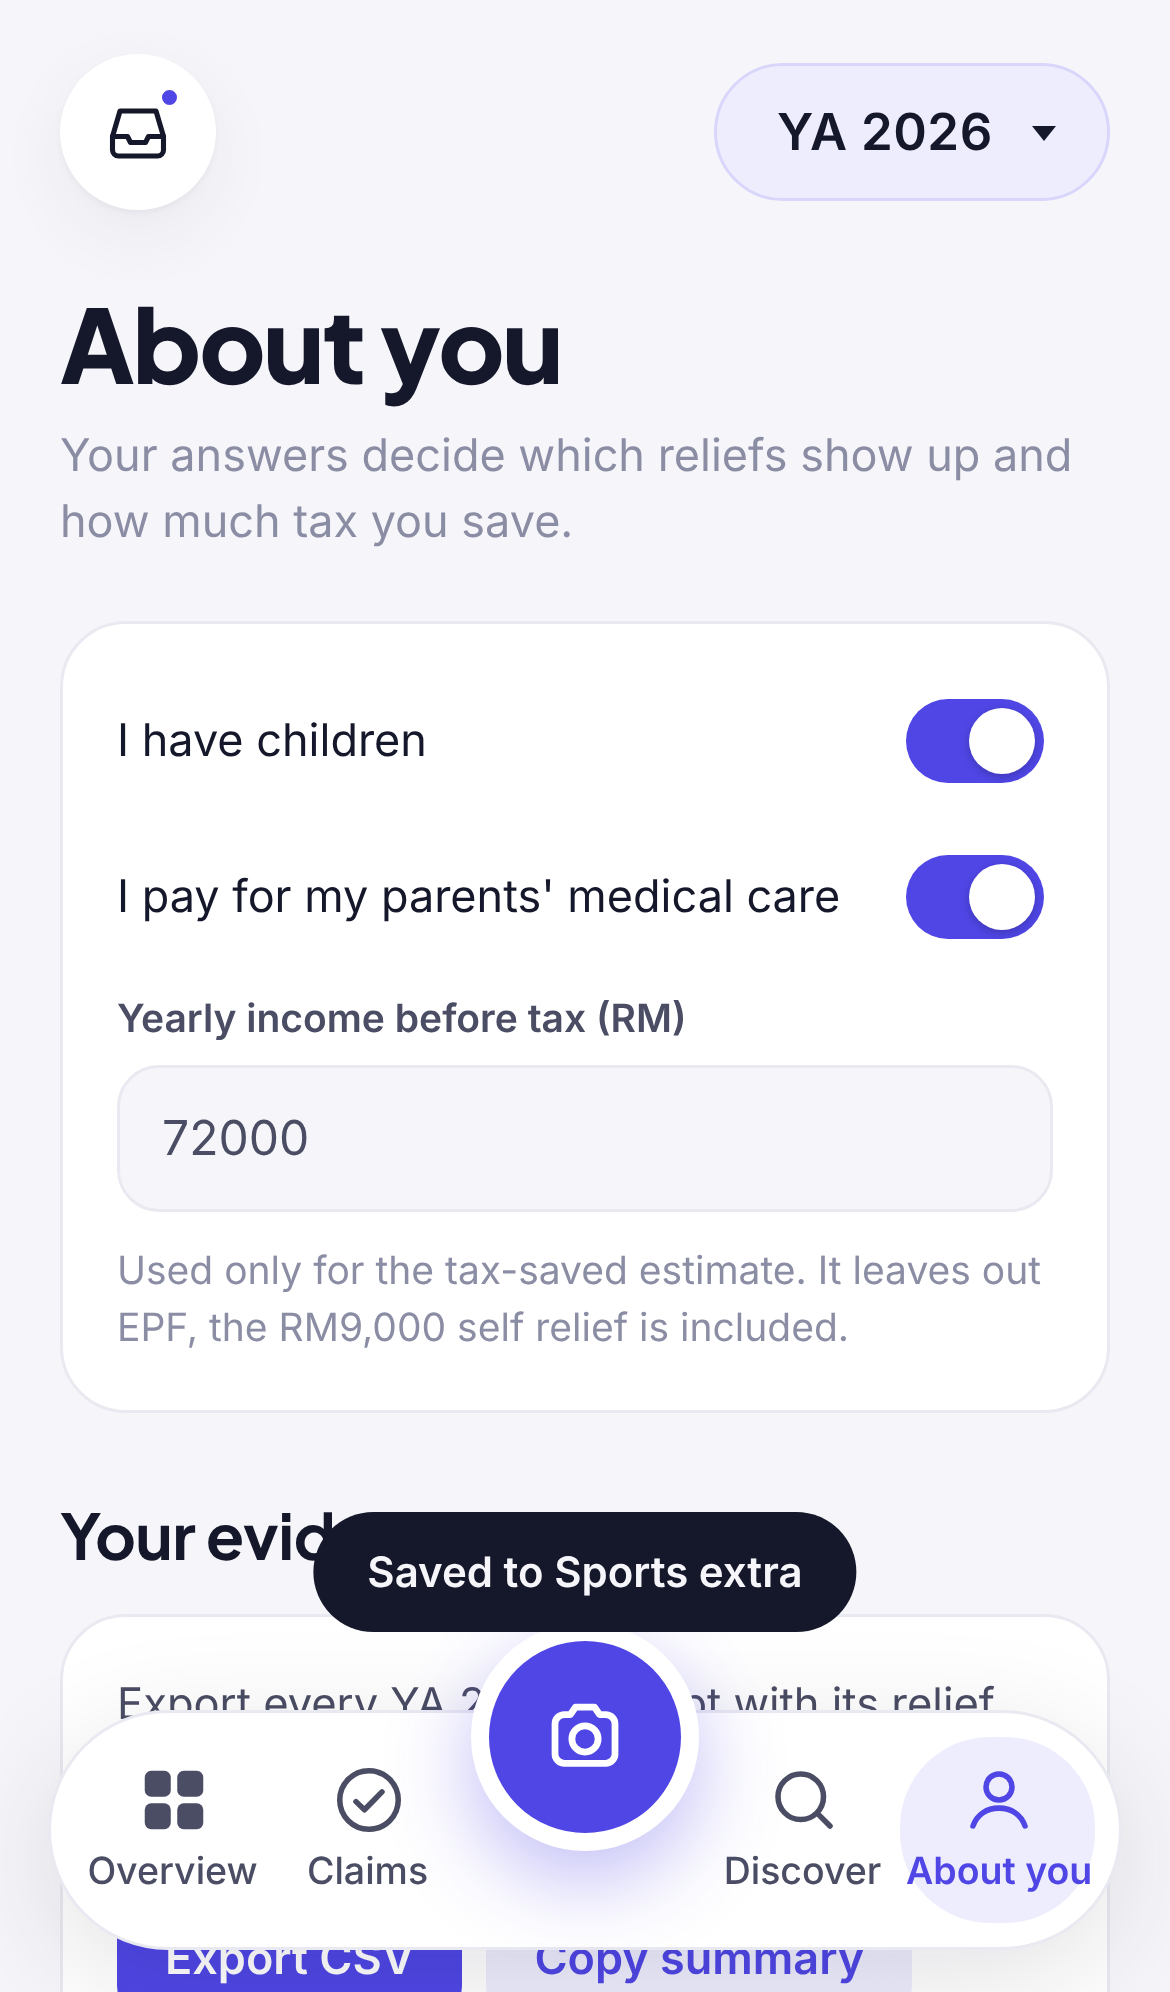 YA 2026
About you
Your answers decide which reliefs show up and
how much tax you save.
I have children
I pay for my parents' medical care
Yearly income before tax (RM)
72000
Used only for the tax-saved estimate. It leaves out
EPF, the RM9,000 self relief is included.
Your
Saved to Sports extra
Export every YA with its relief
Overview
Claims
Discover
About you
Export CSV
Copy summary